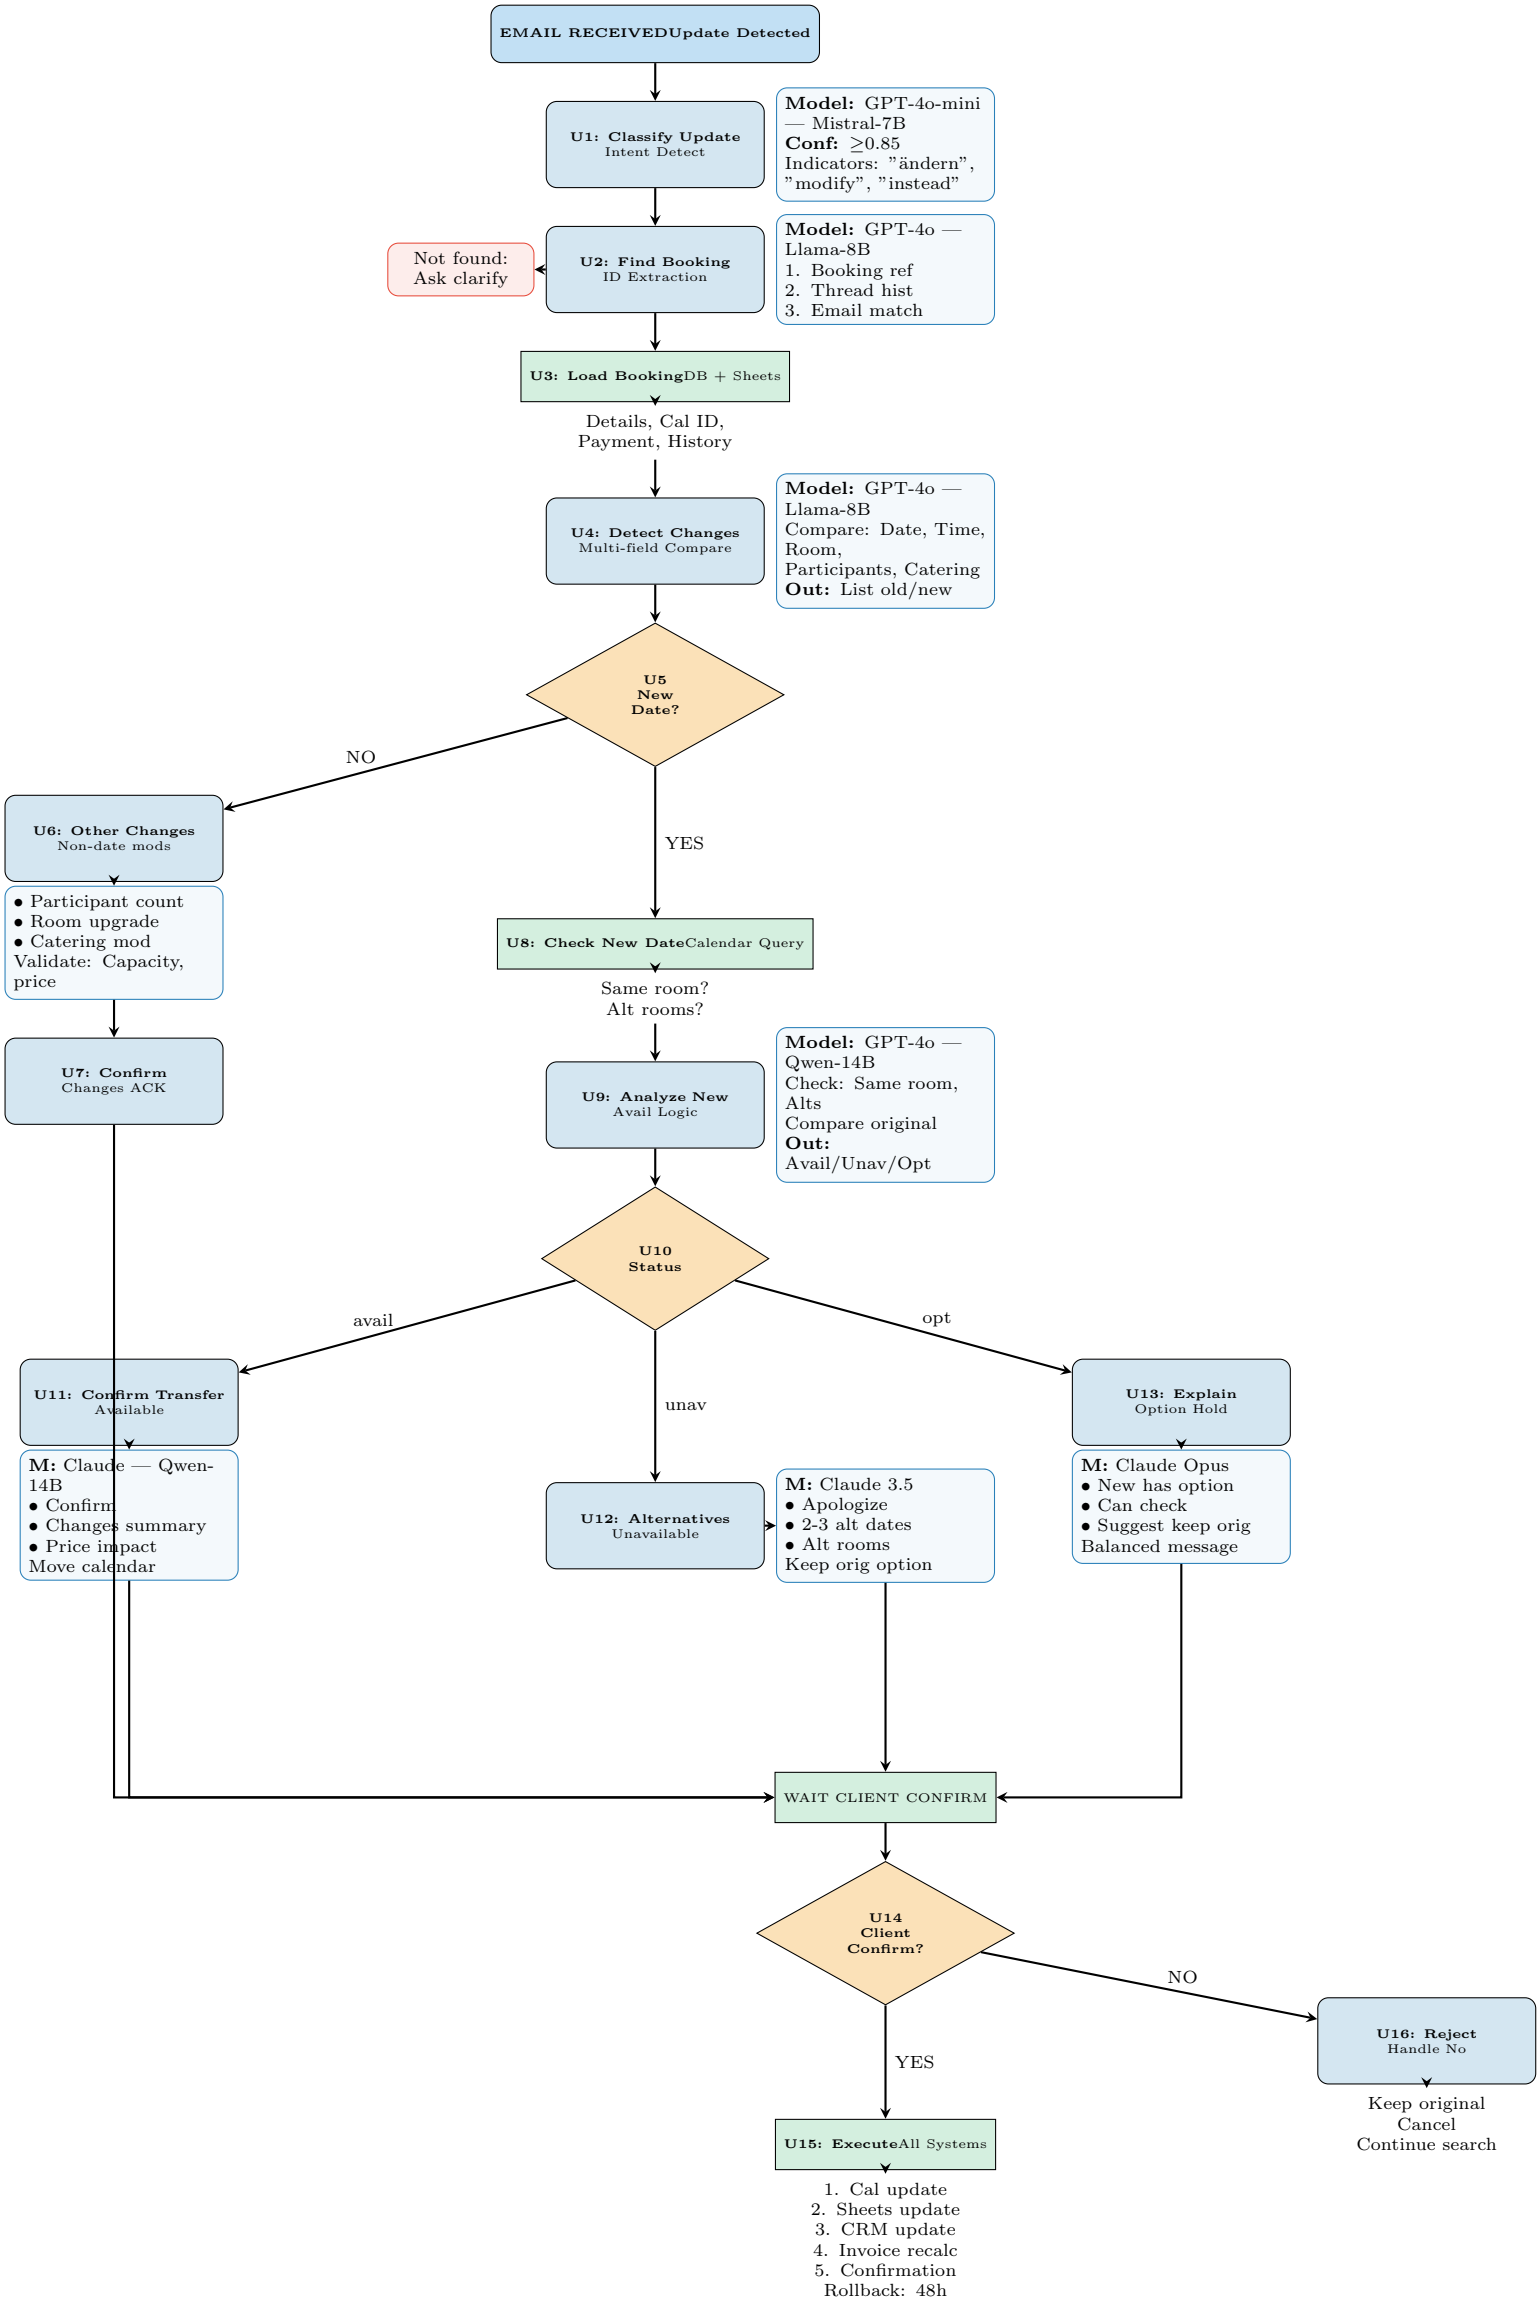 EMAIL RECEIVEDUpdate Detected
U1: Classify Update
Intent Detect
Model: GPT-4o-mini
— Mistral-7B
Conf: ≥0.85
Indicators: ”ändern”,
”modify”, ”instead”
Not found:
Ask clarify
U2: Find Booking
ID Extraction
Model: GPT-4o —
Llama-8B
1. Booking ref
2. Thread hist
3. Email match
U3: Load BookingDB + Sheets
Details, Cal ID,
Payment, History
U4: Detect Changes
Multi-field Compare
Model: GPT-4o —
Llama-8B
Compare: Date, Time,
Room,
Participants, Catering
Out: List old/new
U5
New
Date?
NO
YES
U6: Other Changes
Non-date mods
• Participant count
• Room upgrade
• Catering mod
Validate: Capacity,
price
U7: Confirm
Changes ACK
U8: Check New DateCalendar Query
Same room?
Alt rooms?
U9: Analyze New
Avail Logic
Model: GPT-4o —
Qwen-14B
Check: Same room,
Alts
Compare original
Out:
Avail/Unav/Opt
U10
Status
avail
unav
opt
U11: Confirm Transfer
Available
M: Claude — Qwen-
14B
• Confirm
• Changes summary
• Price impact
Move calendar
U12: Alternatives
Unavailable
M: Claude 3.5
• Apologize
• 2-3 alt dates
• Alt rooms
Keep orig option
U13: Explain
Option Hold
M: Claude Opus
• New has option
• Can check
• Suggest keep orig
Balanced message
WAIT CLIENT CONFIRM
U14
Client
Confirm?
NO
YES
U16: Reject
Handle No
Keep original
Cancel
Continue search
U15: ExecuteAll Systems
1. Cal update
2. Sheets update
3. CRM update
4. Invoice recalc
5. Confirmation
Rollback: 48h